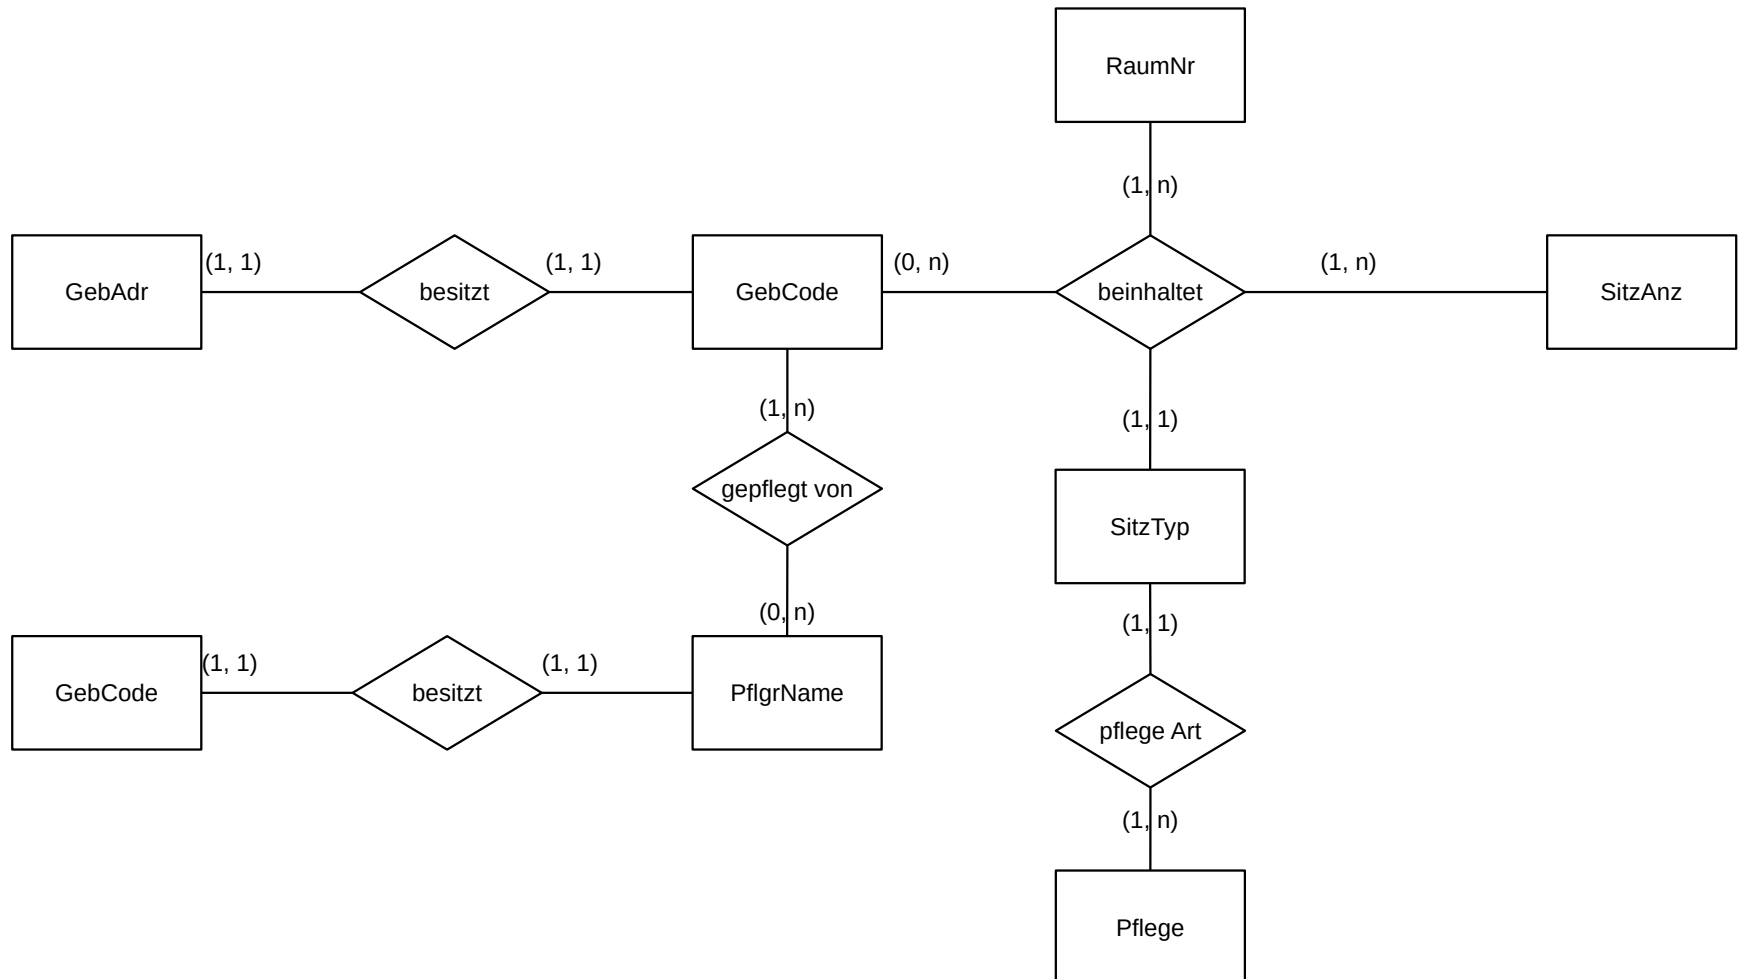 RaumNr
(1, n)
GebAdr
(1, 1)
besitzt
(1, 1)
GebCode
(0, n)
beinhaltet
(1, n)
SitzAnz
(1, n)
(1, 1)
gepflegt von
SitzTyp
(0, n)
(1, 1)
GebCode
(1, 1)
besitzt
(1, 1)
PflgrName
pflege Art
(1, n)
Pflege